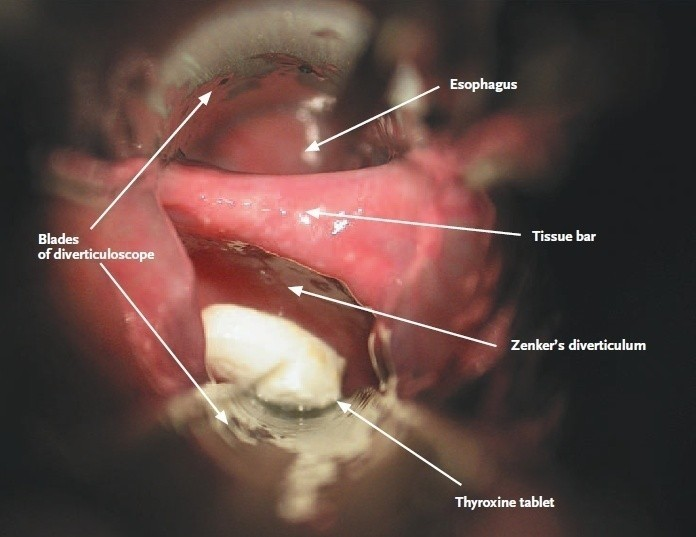 Esophagus
Tissue bar
Blades
of diverticuloscope
Zenker's diverticulum
Thyroxine tablet